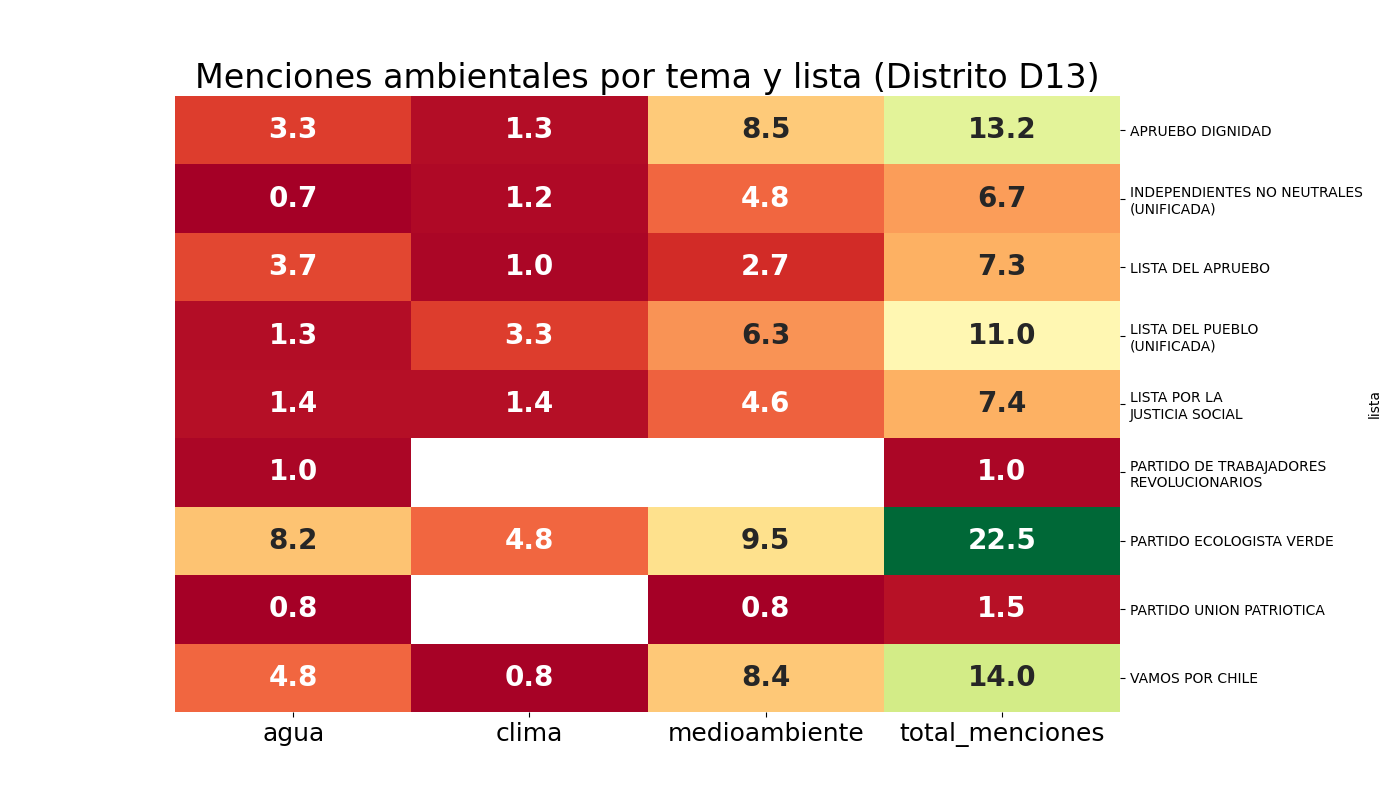 Menciones ambientales por tema y lista (Distrito D13)
3.3 1.3 8.5 13.2 APRUEBO DIGNIDAD
0.7 1.2 4.8 6.7 INDEPENDIENTES NO NEUTRALES
(UNIFICADA)
3.7 1.0 2.7 7.3 LISTA DEL APRUEBO
1.3 3.3 6.3 11.0 LISTA DEL PUEBLO
(UNIFICADA)
1.4 1.4 4.6 7.4 LISTA POR LA
JUSTICIA SOCIAL
lista
1.0 1.0 PARTIDO DE TRABAJADORES
REVOLUCIONARIOS
8.2 4.8 9.5 22.5 PARTIDO ECOLOGISTA VERDE
0.8 0.8 1.5 PARTIDO UNION PATRIOTICA
4.8 0.8 8.4 14.0 VAMOS POR CHILE
agua clima medioambiente total_menciones